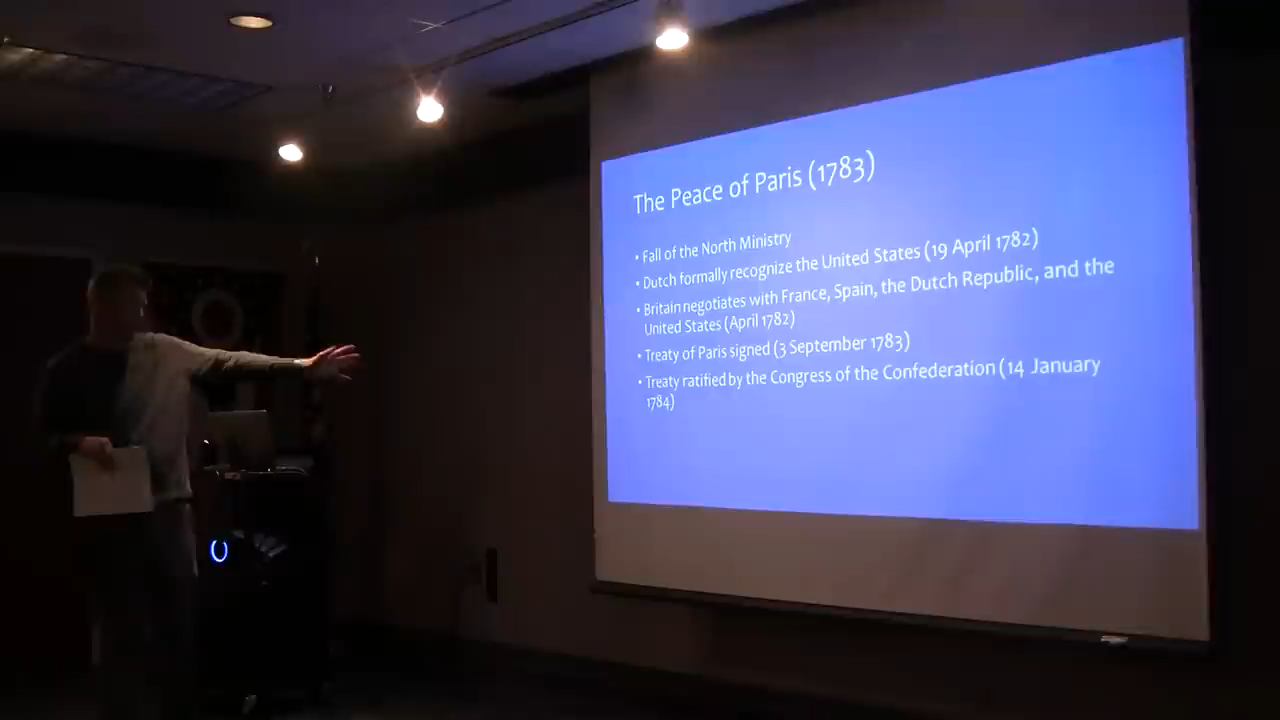 The Peace of Paris (1783)
• Fall of the North Ministry
• Dutch formally recognize the United States (19 April 1782)
• Britain negotiates with France, Spain, the Dutch Republic, and the
United States (April 1782)
• Treaty of Paris signed (3 September 1783)
• Treaty ratified by the Congress of the Confederation (14 January
1784)